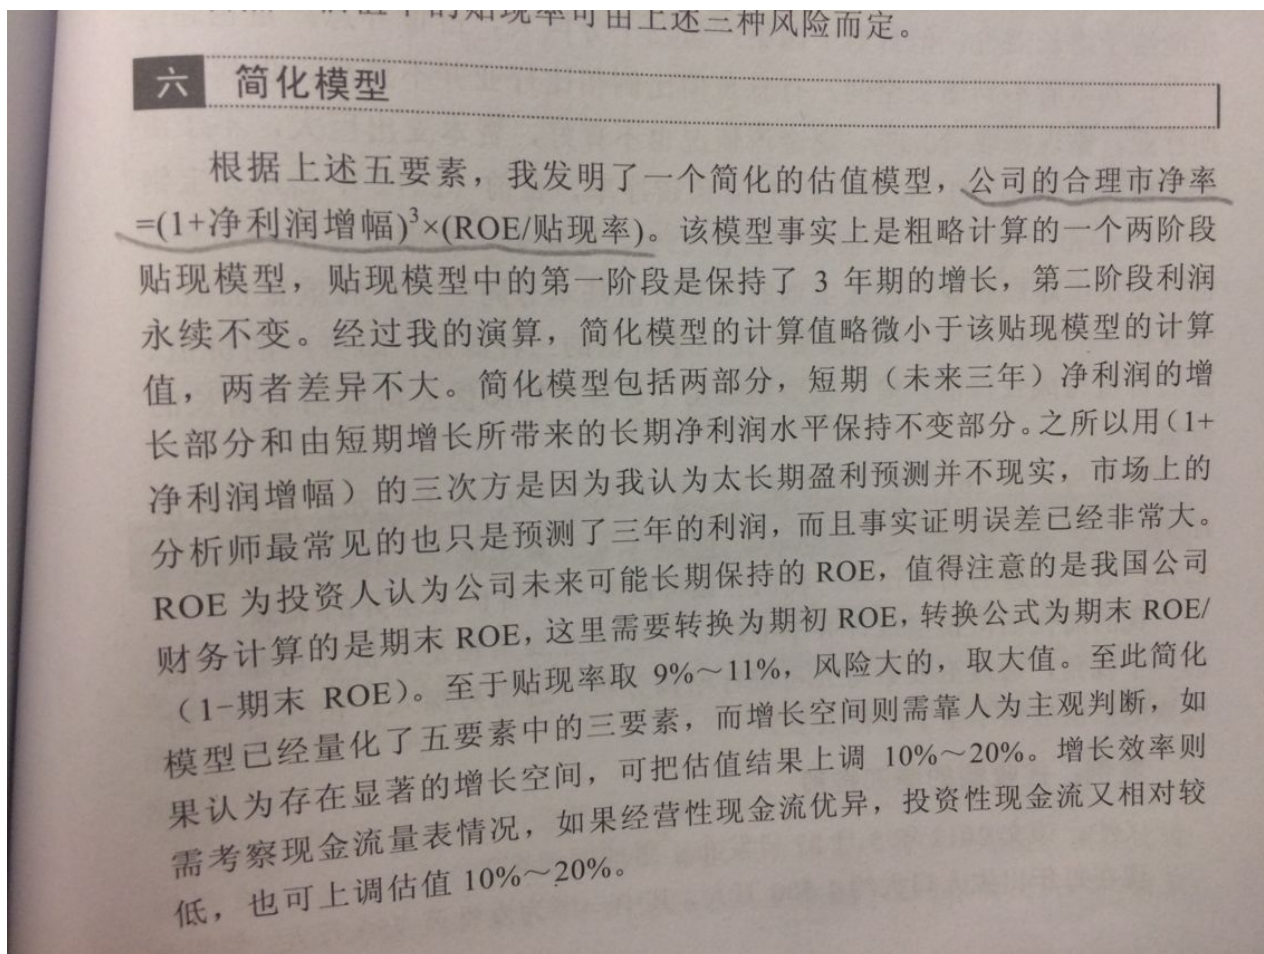 的贴现率可由上述三种风险而定。
六 简化模型
根据上述五要素，我发明了一个简化的估值模型，公司的合理市净率
=(1+净利润增幅)³×(ROE/贴现率)。该模型事实上是粗略计算的一个两阶段
贴现模型，贴现模型中的第一阶段是保持了 3 年期的增长，第二阶段利润
永续不变。经过我的演算，简化模型的计算值略微小于该贴现模型的计算
值，两者差异不大。简化模型包括两部分，短期（未来三年）净利润的增
长部分和由短期增长所带来的长期净利润水平保持不变部分。之所以用（1+
净利润增幅）的三次方是因为我认为太长期盈利预测并不现实，市场上的
分析师最常见的也只是预测了三年的利润，而且事实证明误差已经非常大。
ROE 为投资人认为公司未来可能长期保持的 ROE，值得注意的是我国公司
财务计算的是期末 ROE，这里需要转换为期初 ROE，转换公式为期末 ROE/
（1-期末 ROE）。至于贴现率取 9%～11%，风险大的，取大值。至此简化
模型已经量化了五要素中的三要素，而增长空间则需靠人为主观判断，如
果认为存在显著的增长空间，可把估值结果上调 10%～20%。增长效率则
需考察现金流量表情况，如果经营性现金流优异，投资性现金流又相对较
低，也可上调估值 10%～20%。